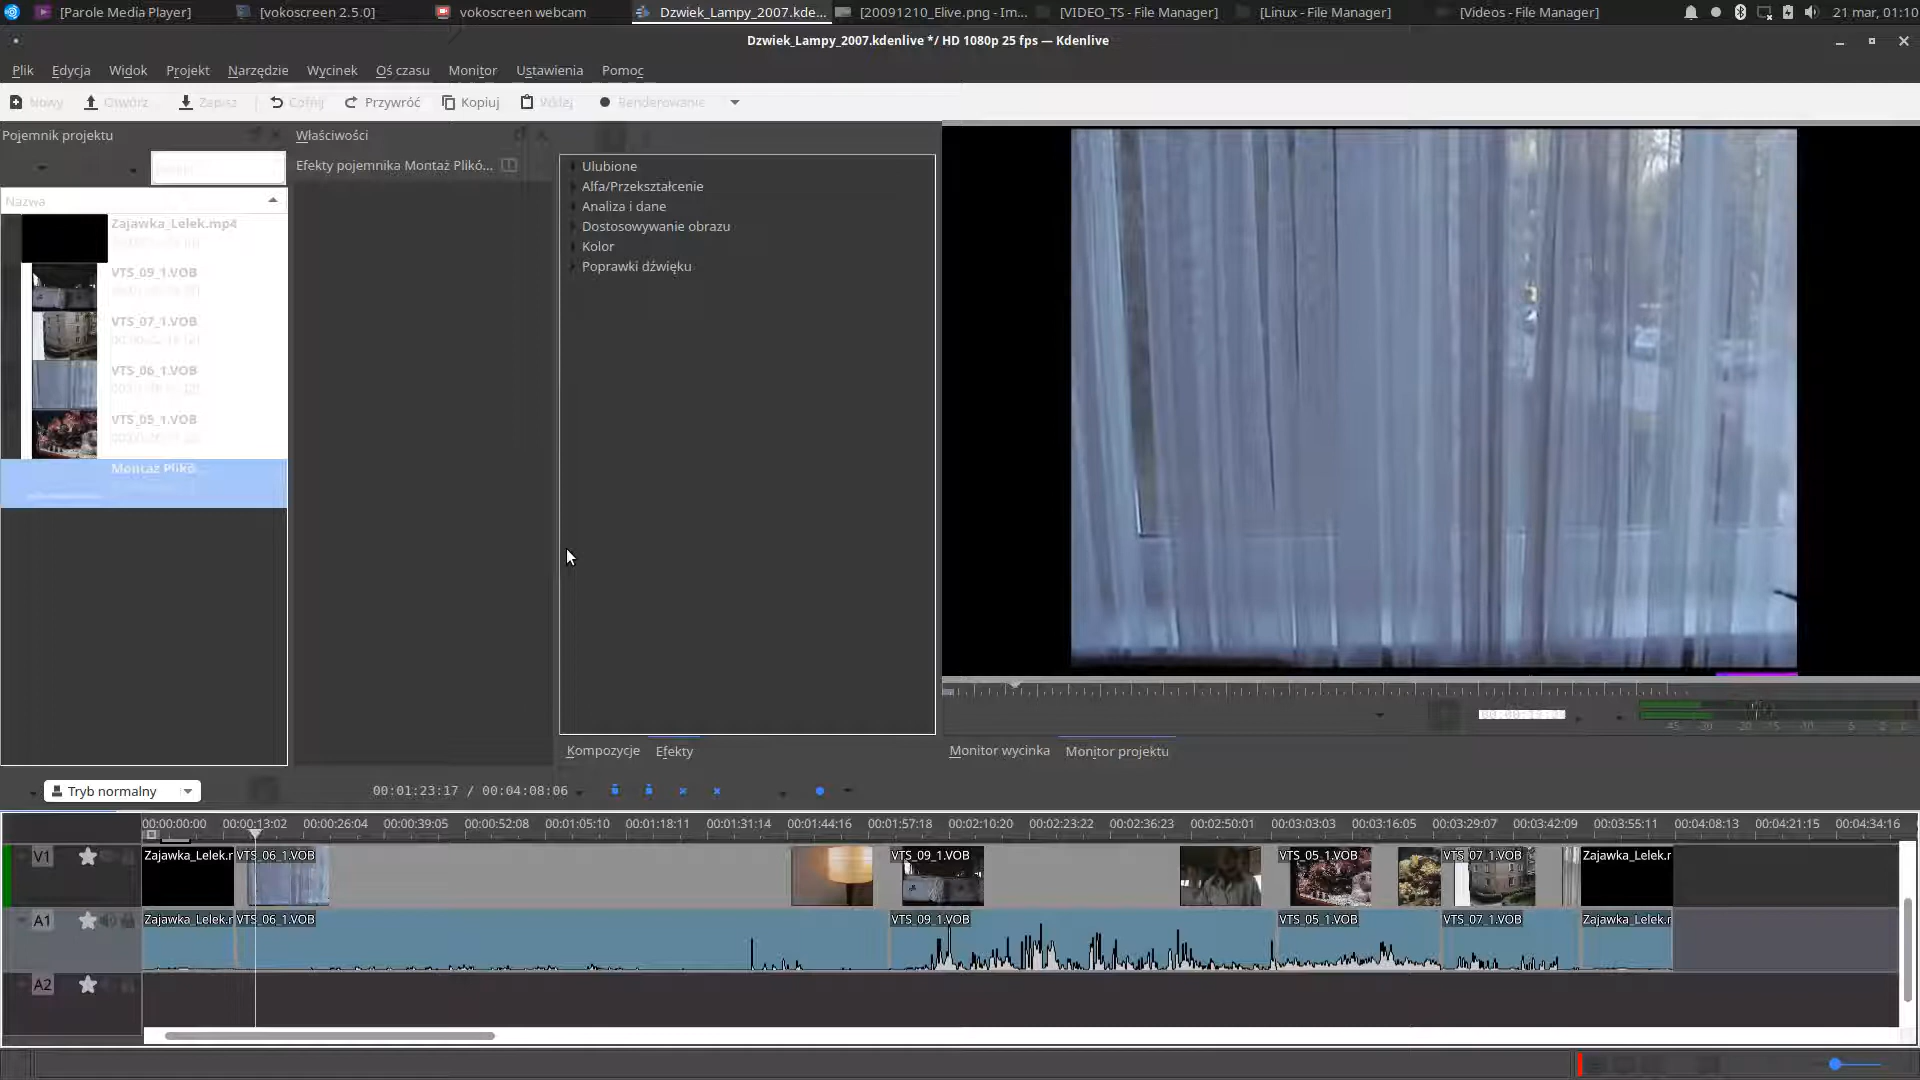 [Parole Media Player] [vokoscreen 2.5.0] vokoscreen webcam Dzwiek_Lampy_2007.kde... [20091210_Elive.png - Im... [VIDEO_TS - File Manager] [Linux - File Manager] [Videos - File Manager] 21 mar, 01:10
Dzwiek_Lampy_2007.kdenlive */ HD 1080p 25 fps — Kdenlive
Plik Edycja Widok Projekt Narzędzie Wycinek Oś czasu Monitor Ustawienia Pomoc
Nowy Otwórz Zapisz Cofnij Przywróć Kopiuj Wklej Renderowanie
Pojemnik projektu Właściwości
Efekty pojemnika Montaż Plikó...
Nazwa
Zajawka_Lelek.mp4
VTS_09_1.VOB
VTS_07_1.VOB
VTS_06_1.VOB
VTS_05_1.VOB
Montaż Plikó...
Ulubione
Alfa/Przekształcenie
Analiza i dane
Dostosowywanie obrazu
Kolor
Poprawki dźwięku
Kompozycje Efekty Monitor wycinka Monitor projektu
-45 -30 -20 -15 -10 -5 -2 0
Tryb normalny 00:01:23:17 / 00:04:08:06
00:00:00:00 00:00:13:02 00:00:26:04 00:00:39:05 00:00:52:08 00:01:05:10 00:01:18:11 00:01:31:14 00:01:44:16 00:01:57:18 00:02:10:20 00:02:23:22 00:02:36:23 00:02:50:01 00:03:03:03 00:03:16:05 00:03:29:07 00:03:42:09 00:03:55:11 00:04:08:13 00:04:21:15 00:04:34:16
V1 Zajawka_Lelek.r VTS_06_1.VOB VTS_09_1.VOB VTS_05_1.VOB VTS_07_1.VOB Zajawka_Lelek.r
A1 Zajawka_Lelek.r VTS_06_1.VOB VTS_09_1.VOB VTS_05_1.VOB VTS_07_1.VOB Zajawka_Lelek.r
A2